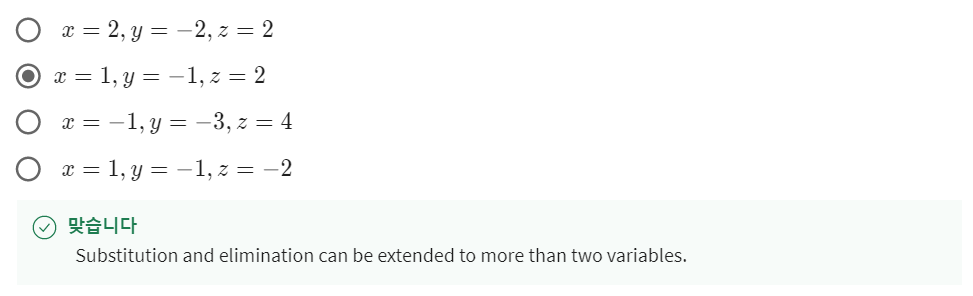 x = 2, y = −2, z = 2
x = 1, y = −1, z = 2
x = −1, y = −3, z = 4
x = 1, y = −1, z = −2
맞습니다
Substitution and elimination can be extended to more than two variables.